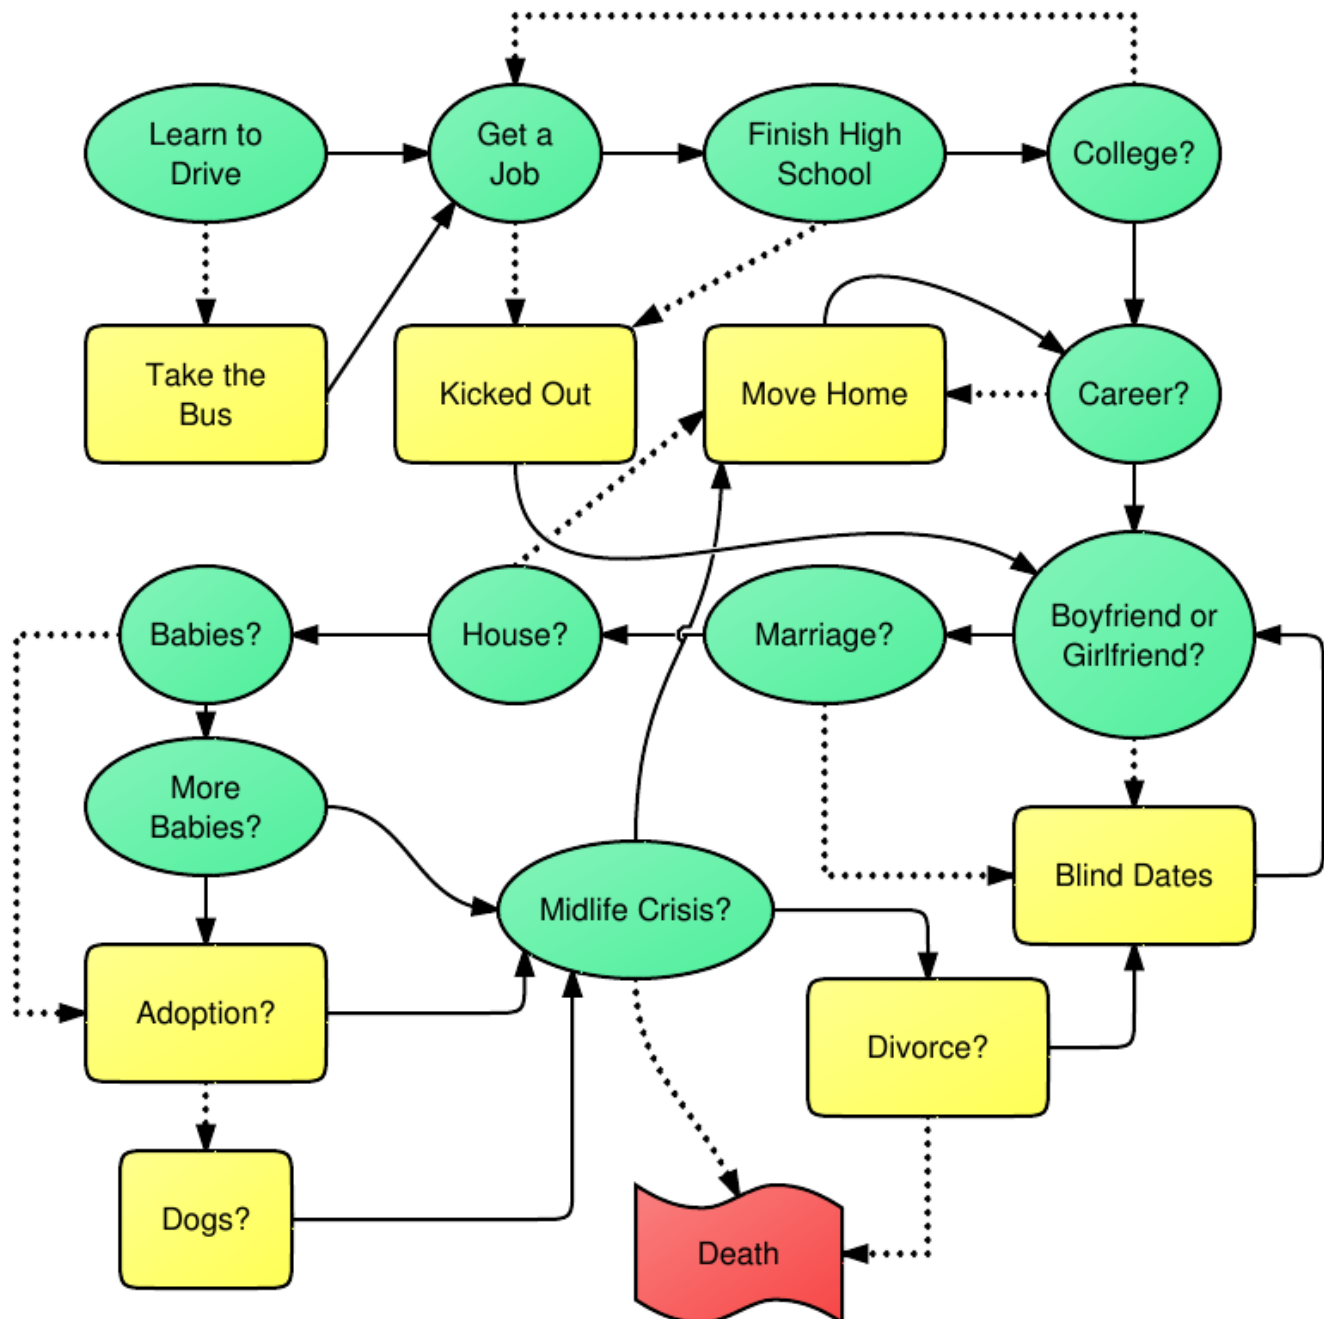 Learn to
Drive
Get a
Job
Finish High
School
College?
Take the
Bus
Kicked Out
Move Home
Career?
Babies?
House?
Marriage?
Boyfriend or
Girlfriend?
More
Babies?
Midlife Crisis?
Blind Dates
Adoption?
Divorce?
Dogs?
Death